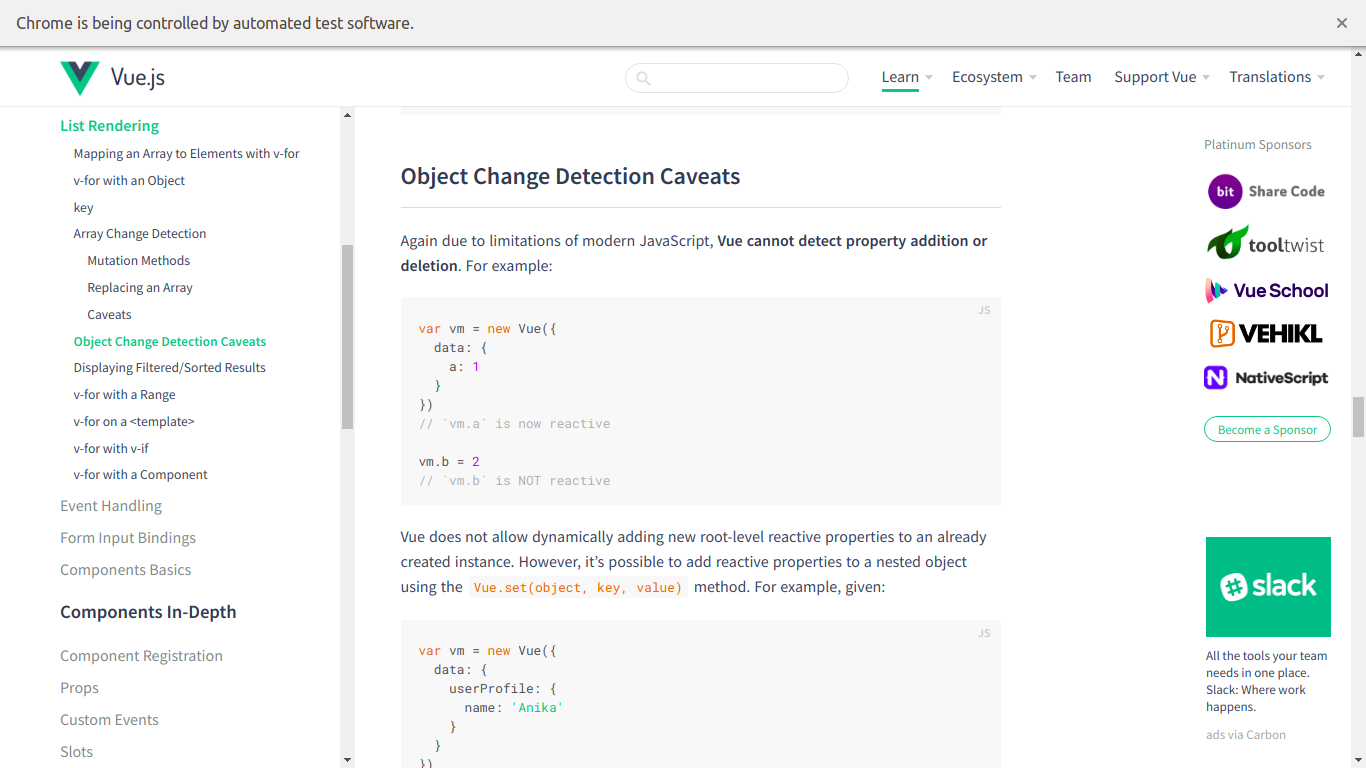 Chrome is being controlled by automated test software.
Vue.js
Learn
Ecosystem
Team
Support Vue
Translations
List Rendering
Mapping an Array to Elements with v-for
v-for with an Object
key
Array Change Detection
Mutation Methods
Replacing an Array
Caveats
Object Change Detection Caveats
Displaying Filtered/Sorted Results
v-for with a Range
v-for on a <template>
v-for with v-if
v-for with a Component
Event Handling
Form Input Bindings
Components Basics
Components In-Depth
Component Registration
Props
Custom Events
Slots
Object Change Detection Caveats
Again due to limitations of modern JavaScript, Vue cannot detect property addition or
deletion. For example:
JS
var vm = new Vue({
data: {
a: 1
}
})
// `vm.a` is now reactive
vm.b = 2
// `vm.b` is NOT reactive
Vue does not allow dynamically adding new root-level reactive properties to an already
created instance. However, it’s possible to add reactive properties to a nested object
using the Vue.set(object, key, value) method. For example, given:
JS
var vm = new Vue({
data: {
userProfile: {
name: 'Anika'
}
}
})
Platinum Sponsors
bit Share Code
tooltwist
Vue School
VEHIKL
N NativeScript
Become a Sponsor
slack
All the tools your team
needs in one place.
Slack: Where work
happens.
ads via Carbon